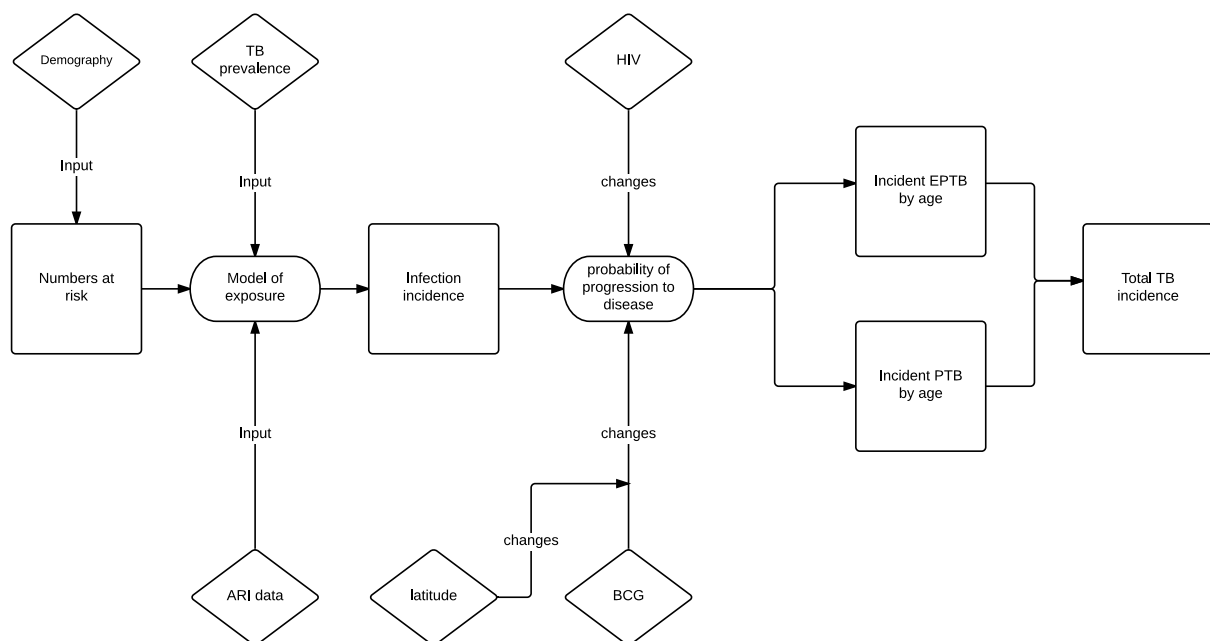 Demography
TB
prevalence
HIV
Input
Input
changes
Incident EPTB
by age
Numbers at
risk
Model of
exposure
Infection
incidence
probability of
progression to
disease
Total TB
incidence
Incident PTB
by age
Input
changes
changes
ARI data
latitude
BCG